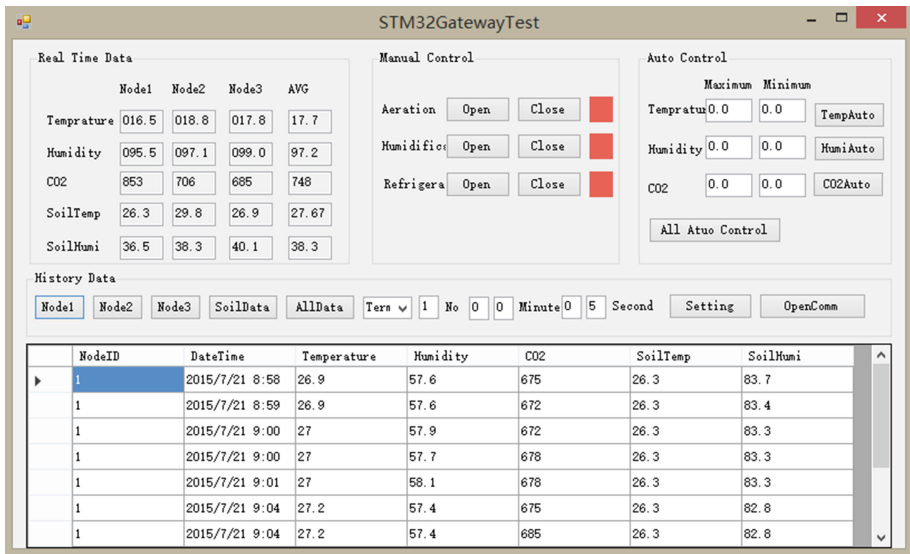 STM32GatewayTest
Real Time Data
Node1 Node2 Node3 AVG
Temprature 016.5 018.8 017.8 17.7
Humidity 095.5 097.1 099.0 97.2
CO2 853 706 685 748
SoilTemp 26.3 29.8 26.9 27.67
SoilHumi 36.5 38.3 40.1 38.3
Manual Control
Aeration Open Close
Humidific Open Close
Refrigera Open Close
Auto Control
Maximum Minimum
Tempratur 0.0 0.0 TempAuto
Humidity 0.0 0.0 HumiAuto
CO2 0.0 0.0 CO2Auto
All Atuo Control
History Data
Node1 Node2 Node3 SoilData AllData Term 1 No 0 0 Minute 0 5 Second Setting OpenComm
NodeID DateTime Temperature Humidity CO2 SoilTemp SoilHumi
1 2015/7/21 8:58 26.9 57.6 675 26.3 83.7
1 2015/7/21 8:59 26.9 57.6 672 26.3 83.4
1 2015/7/21 9:00 27 57.9 672 26.3 83.3
1 2015/7/21 9:00 27 57.7 678 26.3 83.3
1 2015/7/21 9:01 27 58.1 678 26.3 83.3
1 2015/7/21 9:04 27.2 57.4 675 26.3 82.8
1 2015/7/21 9:04 27.2 57.4 685 26.3 82.8